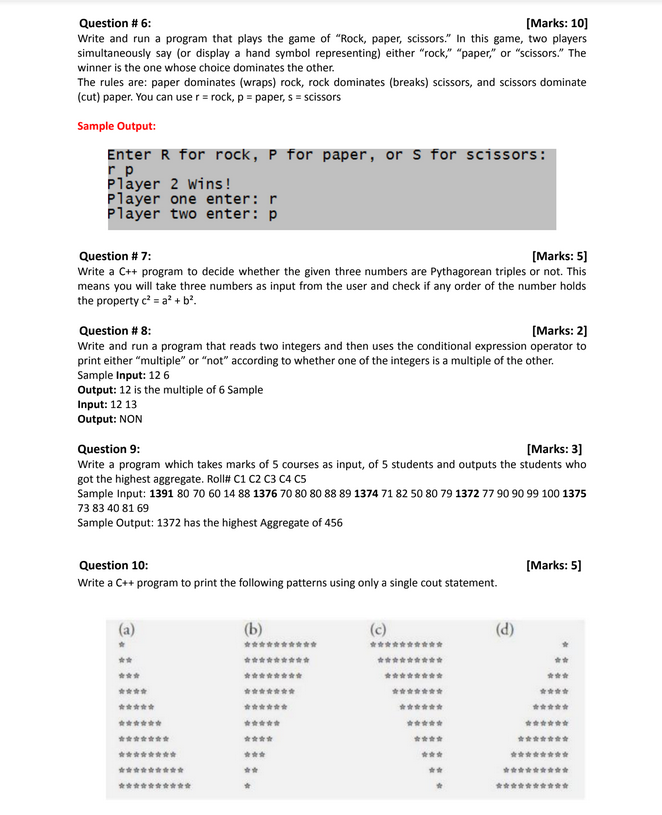 Question # 6: [Marks: 10]
Write and run a program that plays the game of “Rock, paper, scissors.” In this game, two players
simultaneously say (or display a hand symbol representing) either “rock,” “paper,” or “scissors.” The
winner is the one whose choice dominates the other.
The rules are: paper dominates (wraps) rock, rock dominates (breaks) scissors, and scissors dominate
(cut) paper. You can use r = rock, p = paper, s = scissors
Sample Output:
Enter R for rock, P for paper, or S for scissors:
r p
Player 2 Wins!
Player one enter: r
Player two enter: p
Question # 7: [Marks: 5]
Write a C++ program to decide whether the given three numbers are Pythagorean triples or not. This
means you will take three numbers as input from the user and check if any order of the number holds
the property c² = a² + b².
Question # 8: [Marks: 2]
Write and run a program that reads two integers and then uses the conditional expression operator to
print either “multiple” or “not” according to whether one of the integers is a multiple of the other.
Sample Input: 12 6
Output: 12 is the multiple of 6 Sample
Input: 12 13
Output: NON
Question 9: [Marks: 3]
Write a program which takes marks of 5 courses as input, of 5 students and outputs the students who
got the highest aggregate. Roll# C1 C2 C3 C4 C5
Sample Input: 1391 80 70 60 14 88 1376 70 80 80 88 89 1374 71 82 50 80 79 1372 77 90 90 99 100 1375
73 83 40 81 69
Sample Output: 1372 has the highest Aggregate of 456
Question 10: [Marks: 5]
Write a C++ program to print the following patterns using only a single cout statement.
(a) (b) (c) (d)
* ********** ********** *
** ********* ********* **
*** ******** ******** ***
**** ******* ******* ****
***** ****** ****** *****
****** ***** ***** ******
******* **** **** *******
******** *** *** ********
********* ** ** *********
********** * * **********